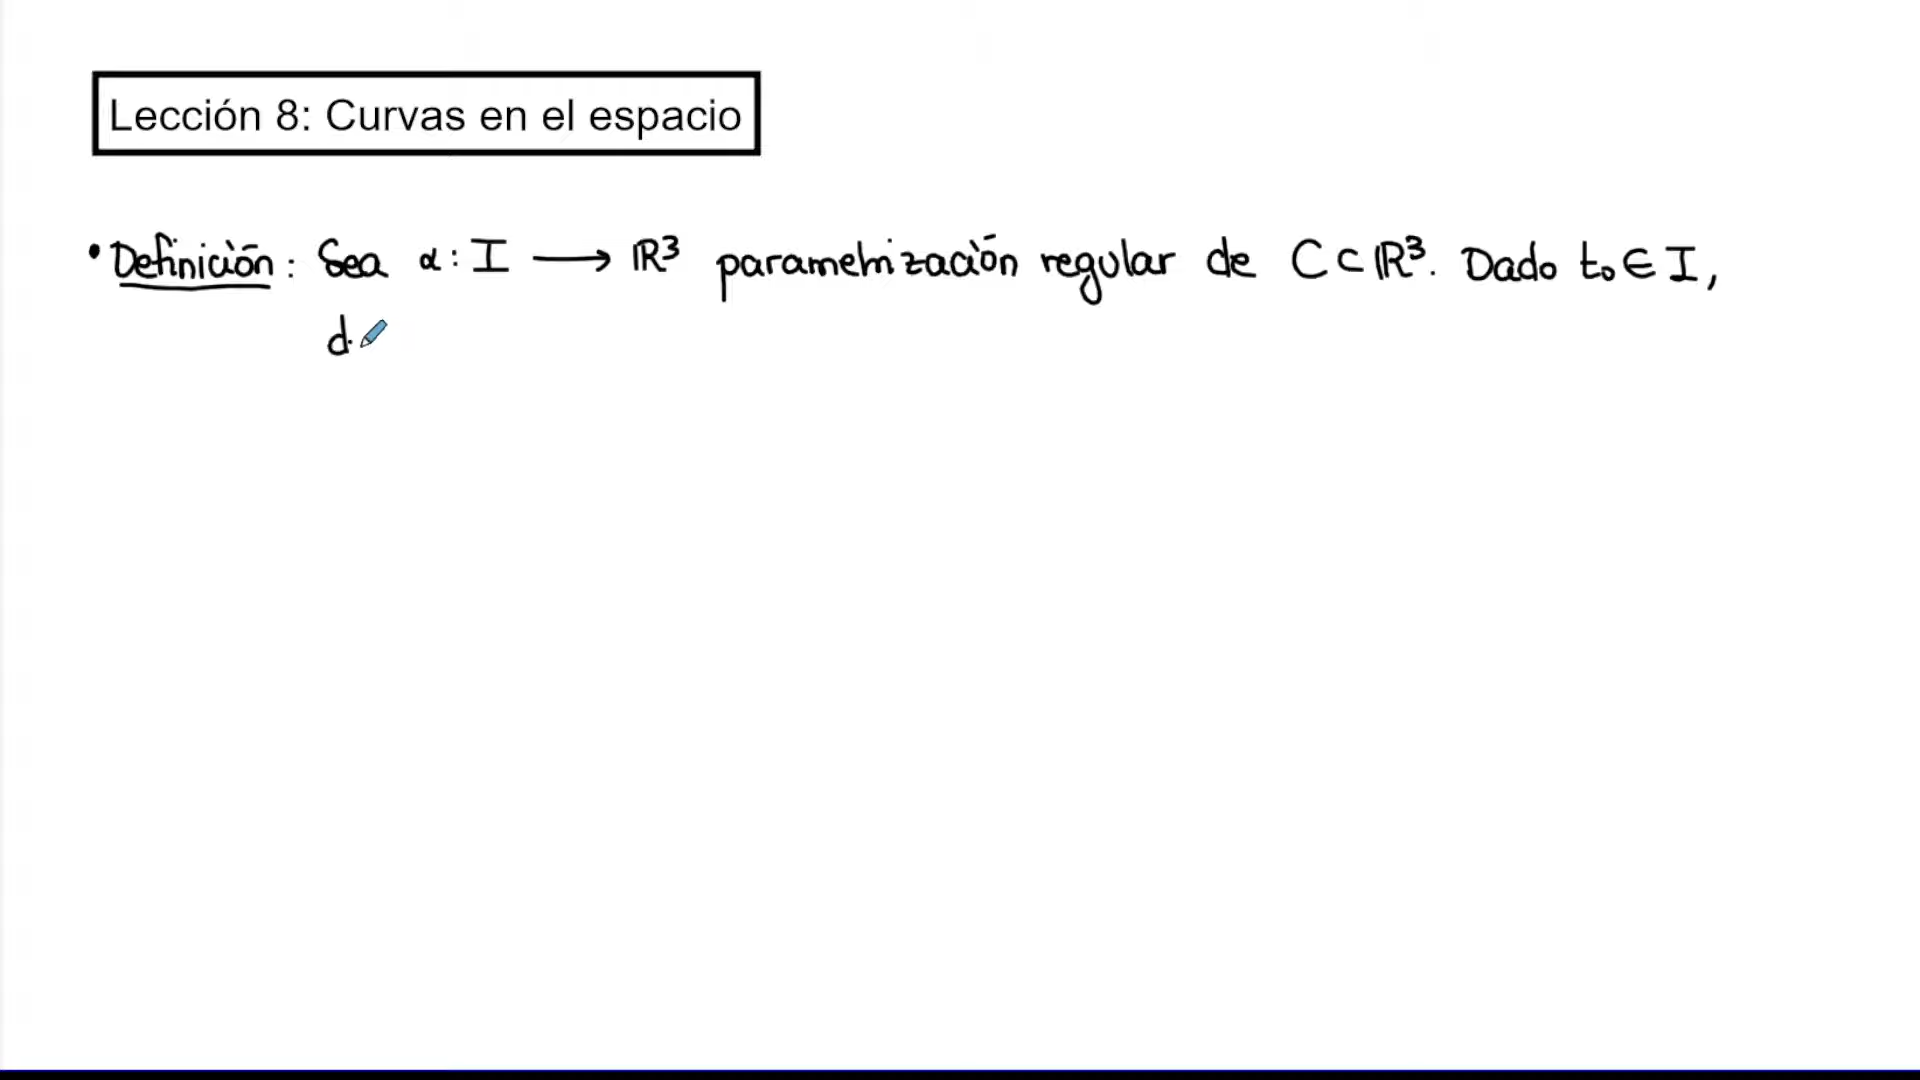 Lección 8: Curvas en el espacio
• Definición: Sea α: I ⟶ ℝ³ parametrización regular de C ⊂ ℝ³. Dado t₀ ∈ I,
d